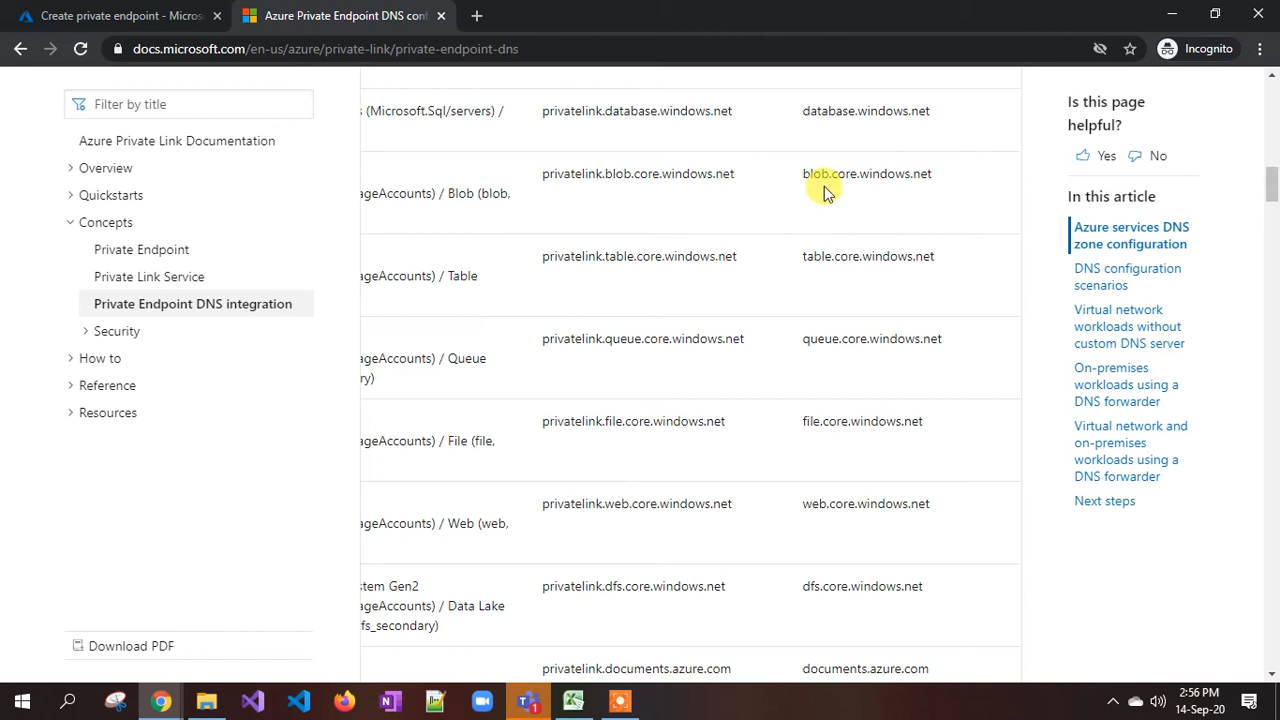 Create private endpoint - Micros
Azure Private Endpoint DNS conf
docs.microsoft.com/en-us/azure/private-link/private-endpoint-dns
Incognito
Filter by title
Azure Private Link Documentation
Overview
Quickstarts
Concepts
Private Endpoint
Private Link Service
Private Endpoint DNS integration
Security
How to
Reference
Resources
Download PDF
s (Microsoft.Sql/servers) /
privatelink.database.windows.net
database.windows.net
privatelink.blob.core.windows.net
blob.core.windows.net
ageAccounts) / Blob (blob,
privatelink.table.core.windows.net
table.core.windows.net
ageAccounts) / Table
privatelink.queue.core.windows.net
queue.core.windows.net
ageAccounts) / Queue
ry)
privatelink.file.core.windows.net
file.core.windows.net
ageAccounts) / File (file,
privatelink.web.core.windows.net
web.core.windows.net
ageAccounts) / Web (web,
stem Gen2
privatelink.dfs.core.windows.net
dfs.core.windows.net
ageAccounts) / Data Lake
fs_secondary)
privatelink.documents.azure.com
documents.azure.com
Is this page
helpful?
Yes
No
In this article
Azure services DNS
zone configuration
DNS configuration
scenarios
Virtual network
workloads without
custom DNS server
On-premises
workloads using a
DNS forwarder
Virtual network and
on-premises
workloads using a
DNS forwarder
Next steps
2:56 PM
14-Sep-20